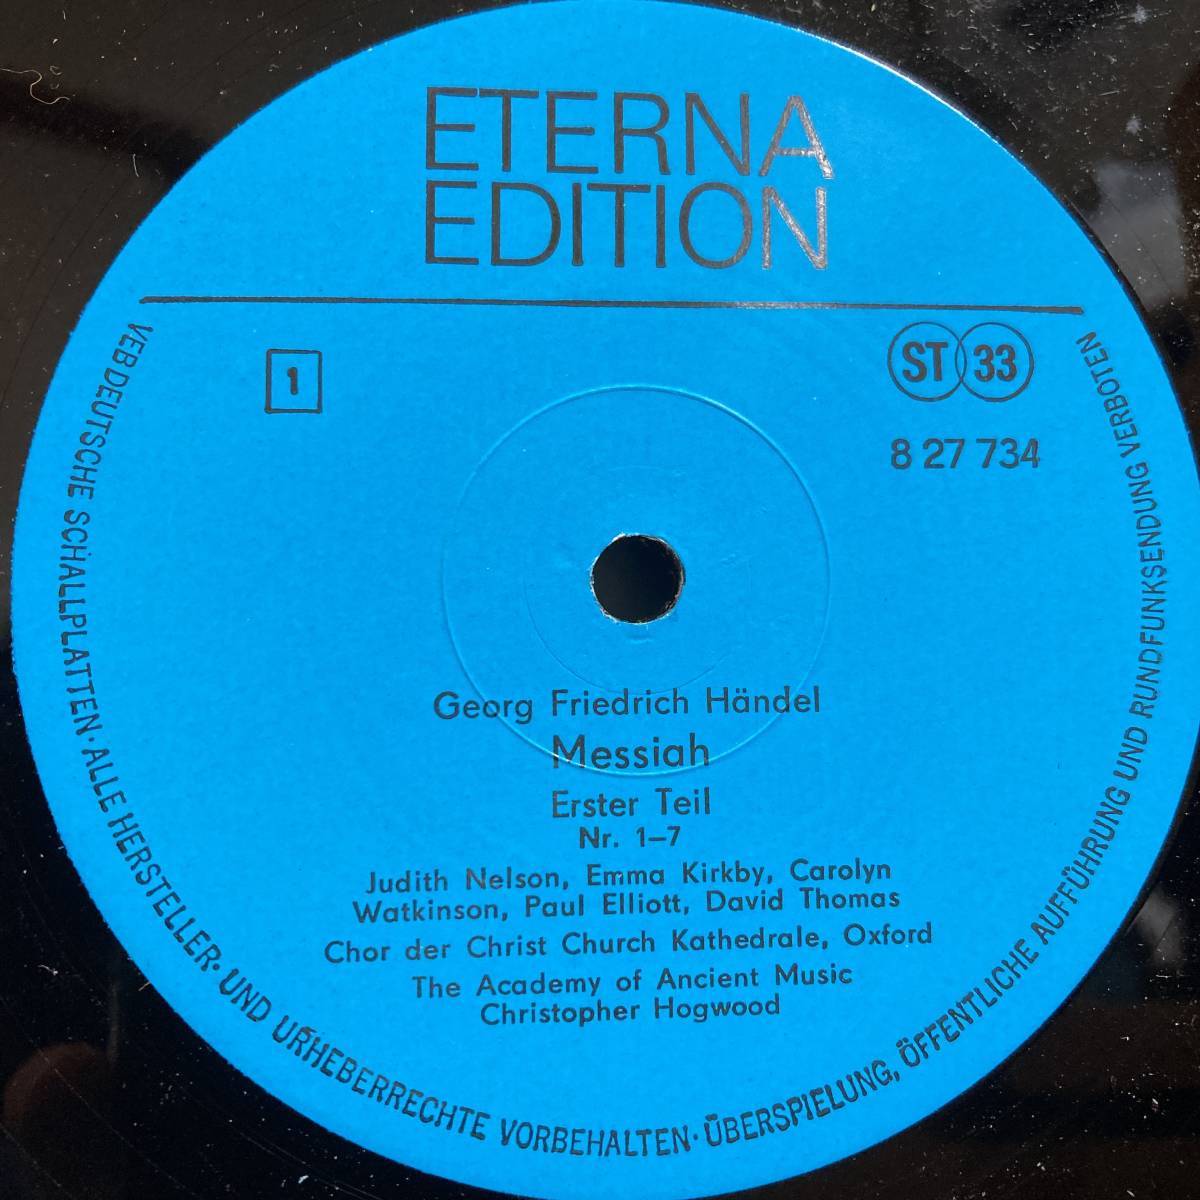 ETERNA
EDITION
1
ST 33
8 27 734
Georg Friedrich Händel
Messiah
Erster Teil
Nr. 1–7
Judith Nelson, Emma Kirkby, Carolyn
Watkinson, Paul Elliott, David Thomas
Chor der Christ Church Kathedrale, Oxford
The Academy of Ancient Music
Christopher Hogwood
VEB DEUTSCHE SCHALLPLATTEN · ALLE HERSTELLER- UND URHEBERRECHTE VORBEHALTEN · ÜBERSPIELUNG, ÖFFENTLICHE AUFFÜHRUNG UND RUNDFUNKSENDUNG VERBOTEN